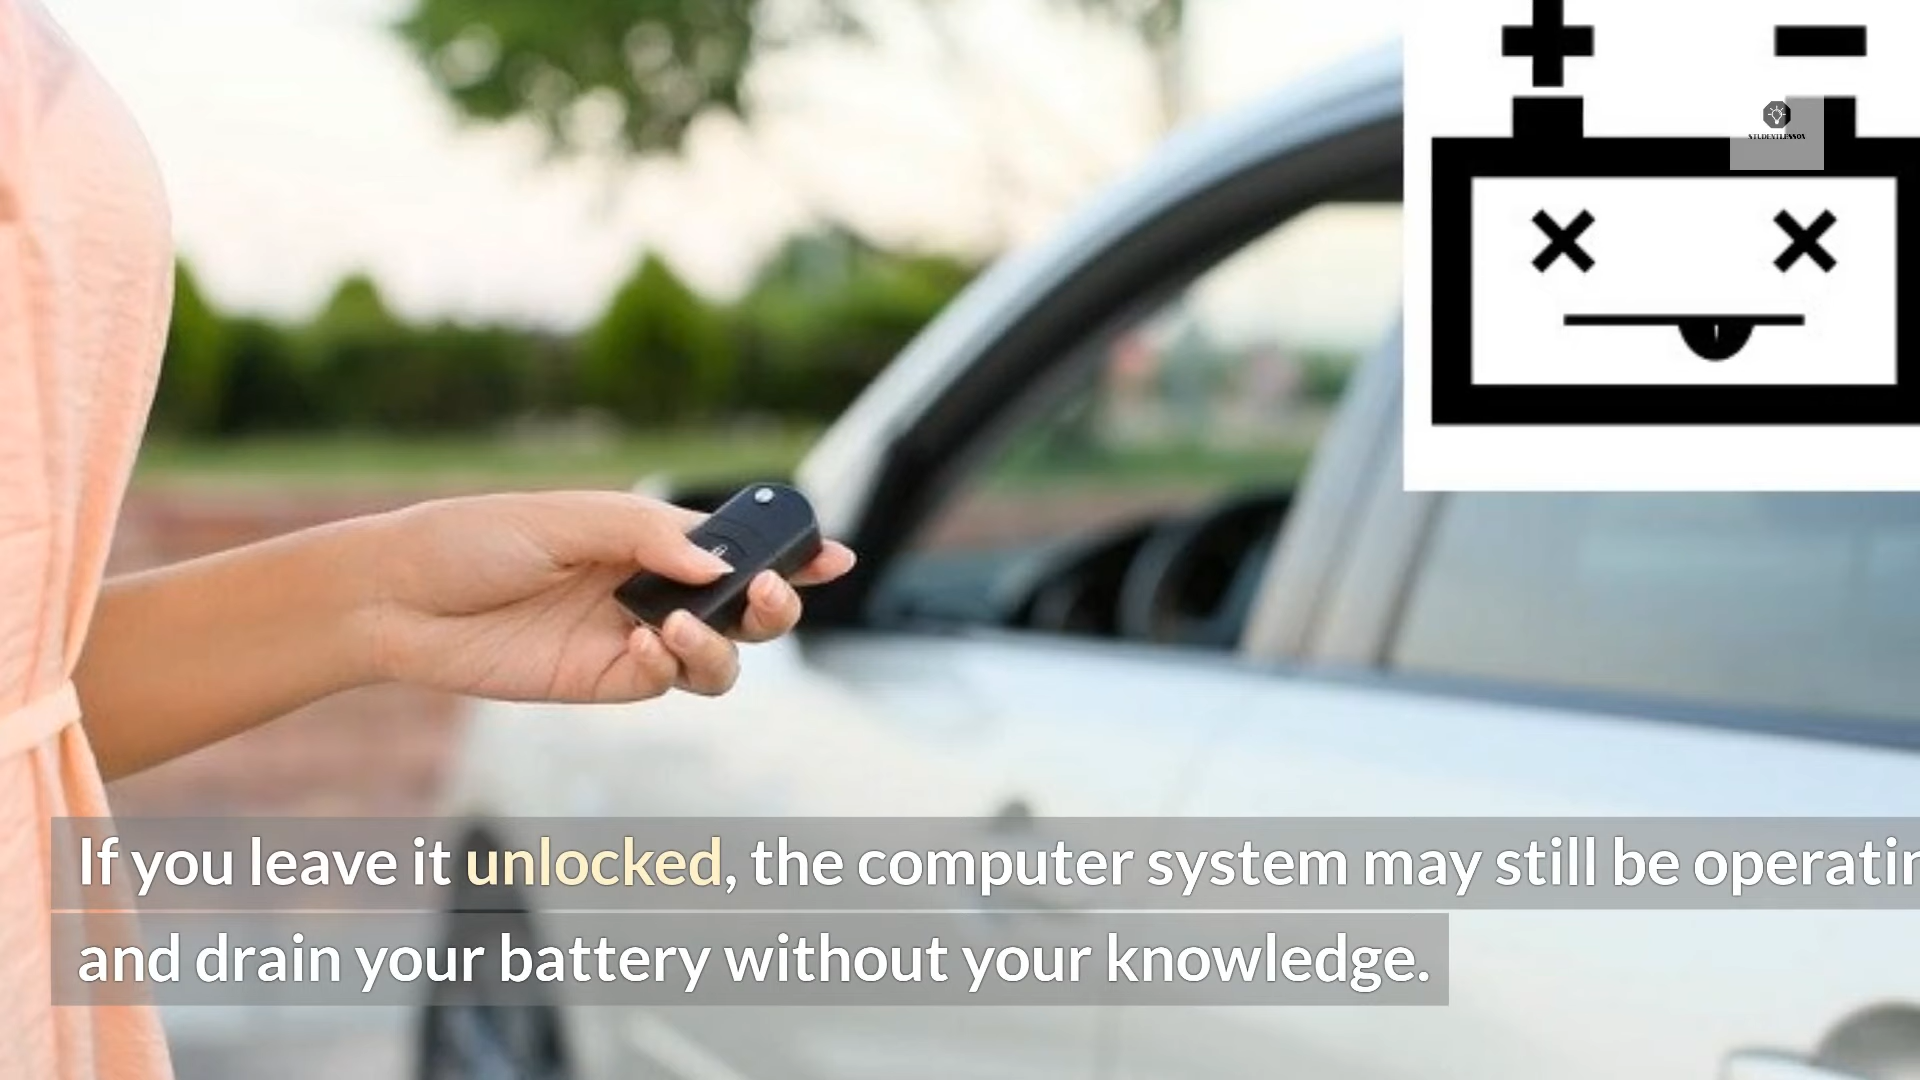 STUDENTLESSON
If you leave it unlocked, the computer system may still be operatin
and drain your battery without your knowledge.